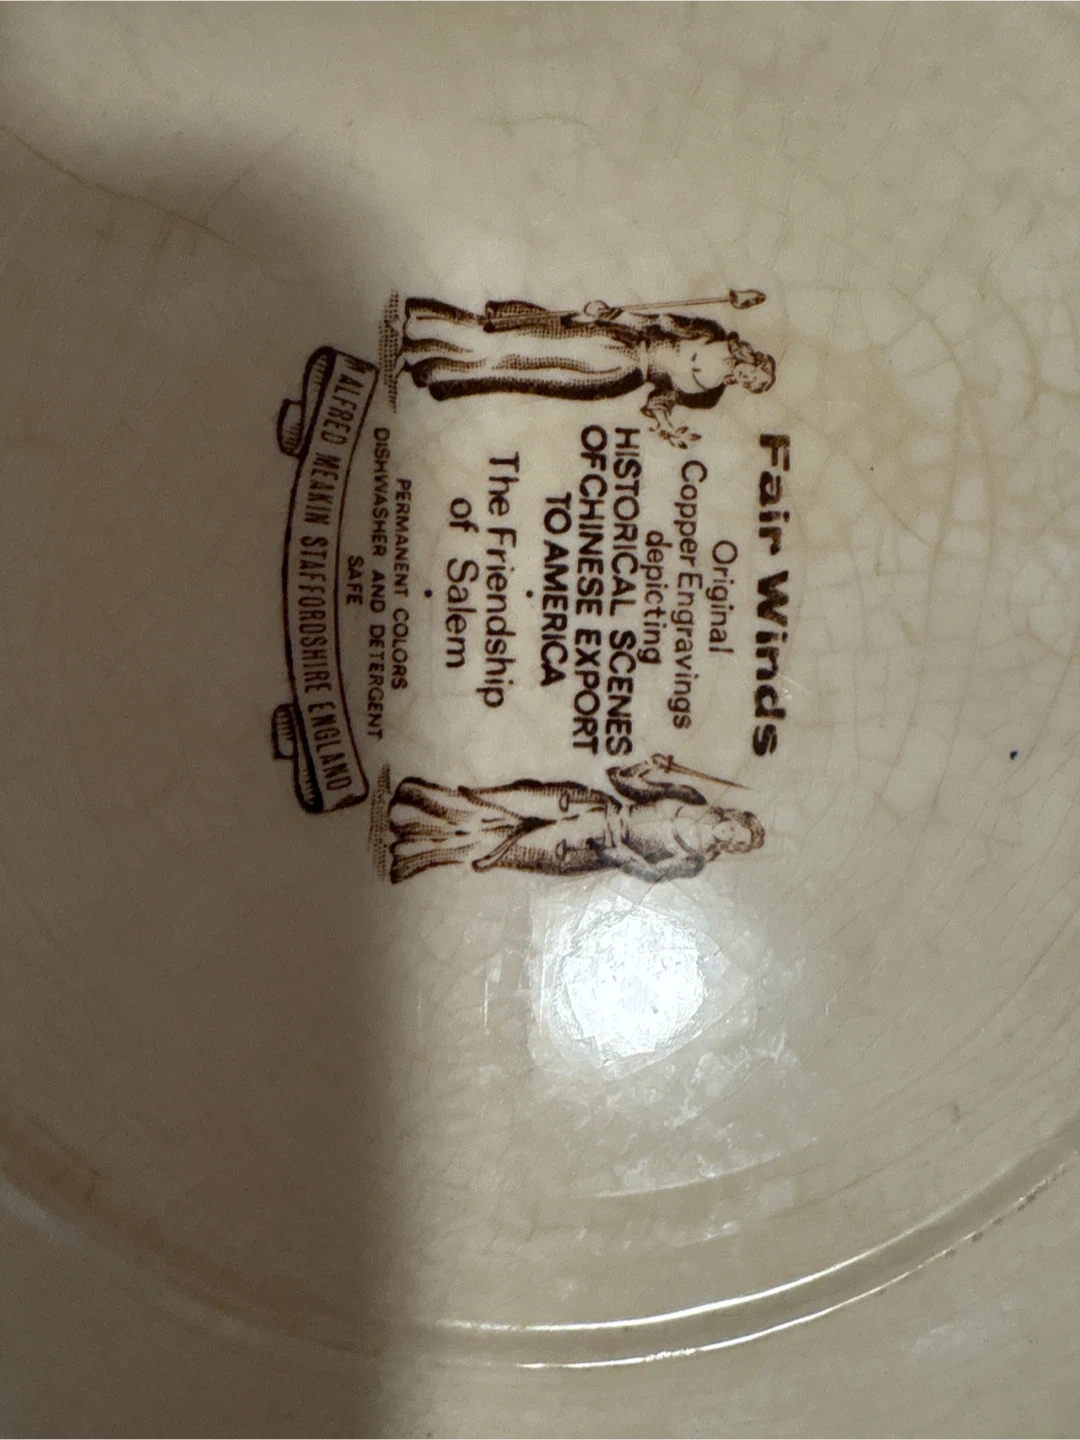 Fair Winds
Original
Copper Engravings
depicting
HISTORICAL SCENES
OF CHINESE EXPORT
TO AMERICA
The Friendship
of Salem
PERMANENT COLORS
DISHWASHER AND DETERGENT
SAFE
ALFRED MEAKIN STAFFORDSHIRE ENGLAND